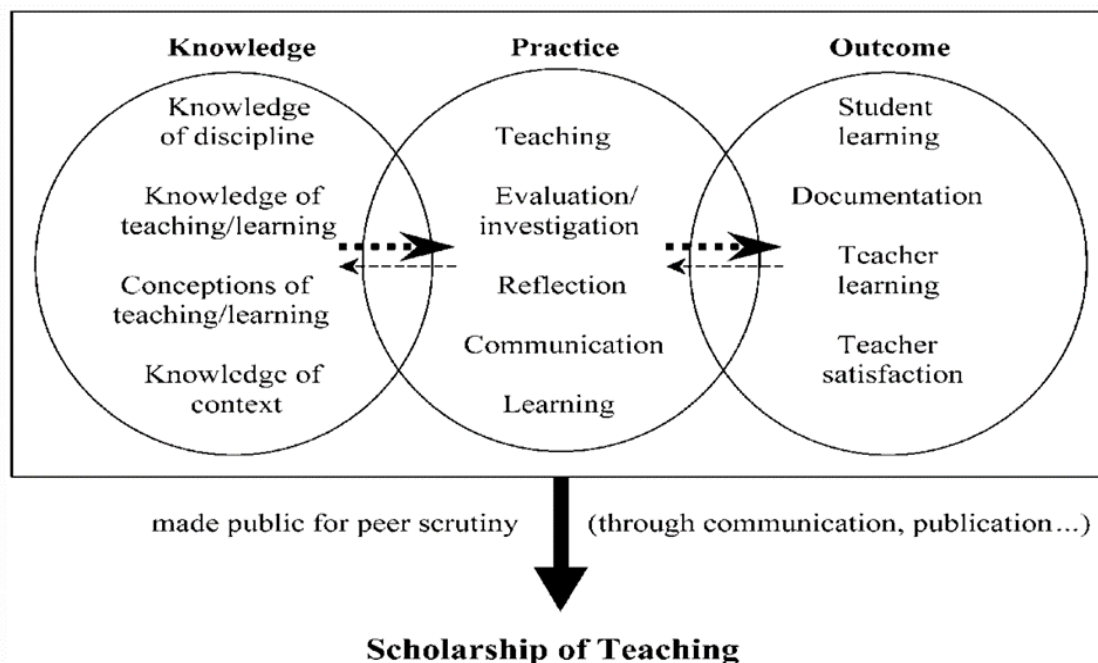 Knowledge
Practice
Outcome
Knowledge
of discipline
Knowledge of
teaching/learning
Conceptions of
teaching/learning
Knowledge of
context
Teaching
Evaluation/
investigation
Reflection
Communication
Learning
Student
learning
Documentation
Teacher
learning
Teacher
satisfaction
made public for peer scrutiny
(through communication, publication...)
Scholarship of Teaching